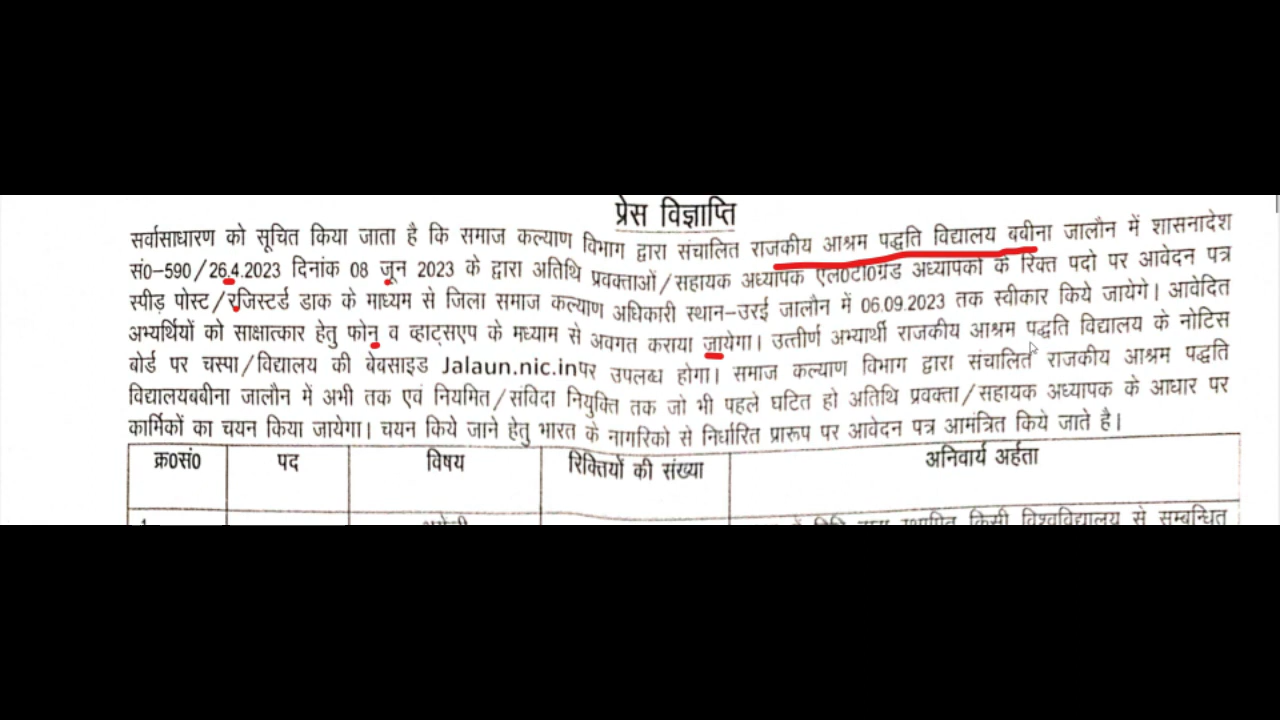 प्रेस विज्ञाप्ति
सर्वासाधारण को सूचित किया जाता है कि समाज कल्याण विभाग द्वारा संचालित राजकीय आश्रम पद्धति विद्यालय बबीना जालौन में शासनादेश
सं0-590/26.4.2023 दिनांक 08 जून 2023 के द्वारा अतिथि प्रवक्ताओं/सहायक अध्यापक एल0टी0ग्रेड अध्यापकों के रिक्त पदो पर आवेदन पत्र
स्पीड़ पोस्ट/रजिस्टर्ड डाक के माध्यम से जिला समाज कल्याण अधिकारी स्थान-उरई जालौन में 06.09.2023 तक स्वीकार किये जायेगे। आवेदित
अभ्यर्थियों को साक्षात्कार हेतु फोन व व्हाट्सएप के मध्याम से अवगत कराया जायेगा। उत्तीर्ण अभ्यार्थी राजकीय आश्रम पद्धति विद्यालय के नोटिस
बोर्ड पर चस्पा/विद्यालय की बेबसाइड Jalaun.nic.inपर उपलब्ध होगा। समाज कल्याण विभाग द्वारा संचालित राजकीय आश्रम पद्धति
विद्यालयबबीना जालौन में अभी तक एवं नियमित/संविदा नियुक्ति तक जो भी पहले घटित हो अतिथि प्रवक्ता/सहायक अध्यापक के आधार पर
कार्मिकों का चयन किया जायेगा। चयन किये जाने हेतु भारत के नागरिको से निर्धारित प्रारूप पर आवेदन पत्र आमंत्रित किये जाते है।
क्र0सं0 पद विषय रिक्तियों की संख्या अनिवार्य अर्हता
किसी विश्वविद्यालय से सम्बन्धित